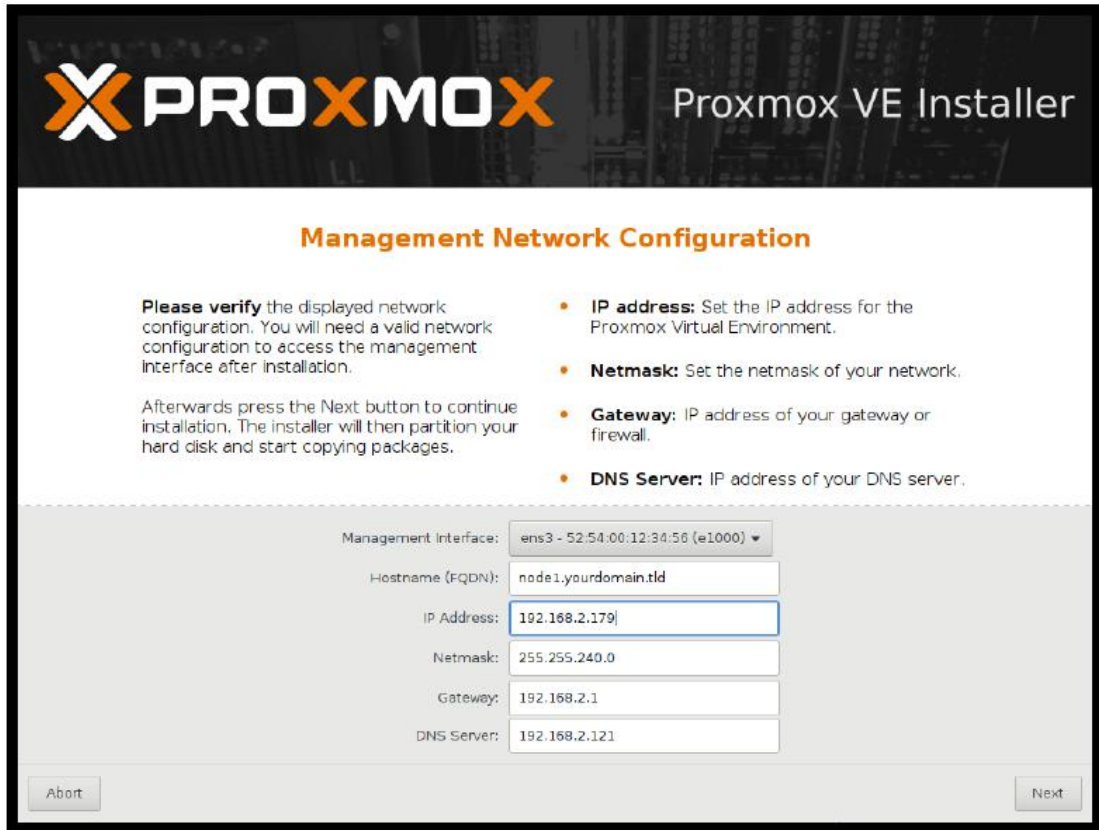 PROXMOX
Proxmox VE Installer
Management Network Configuration
Please verify the displayed network
configuration. You will need a valid network
configuration to access the management
interface after installation.
Afterwards press the Next button to continue
installation. The installer will then partition your
hard disk and start copying packages.
• IP address: Set the IP address for the
Proxmox Virtual Environment.
• Netmask: Set the netmask of your network.
• Gateway: IP address of your gateway or
firewall.
• DNS Server: IP address of your DNS server.
Management Interface: ens3 - 52:54:00:12:34:56 (e1000)
Hostname (FQDN): node1.yourdomain.tld
IP Address: 192.168.2.179
Netmask: 255.255.240.0
Gateway: 192.168.2.1
DNS Server: 192.168.2.121
Abort Next